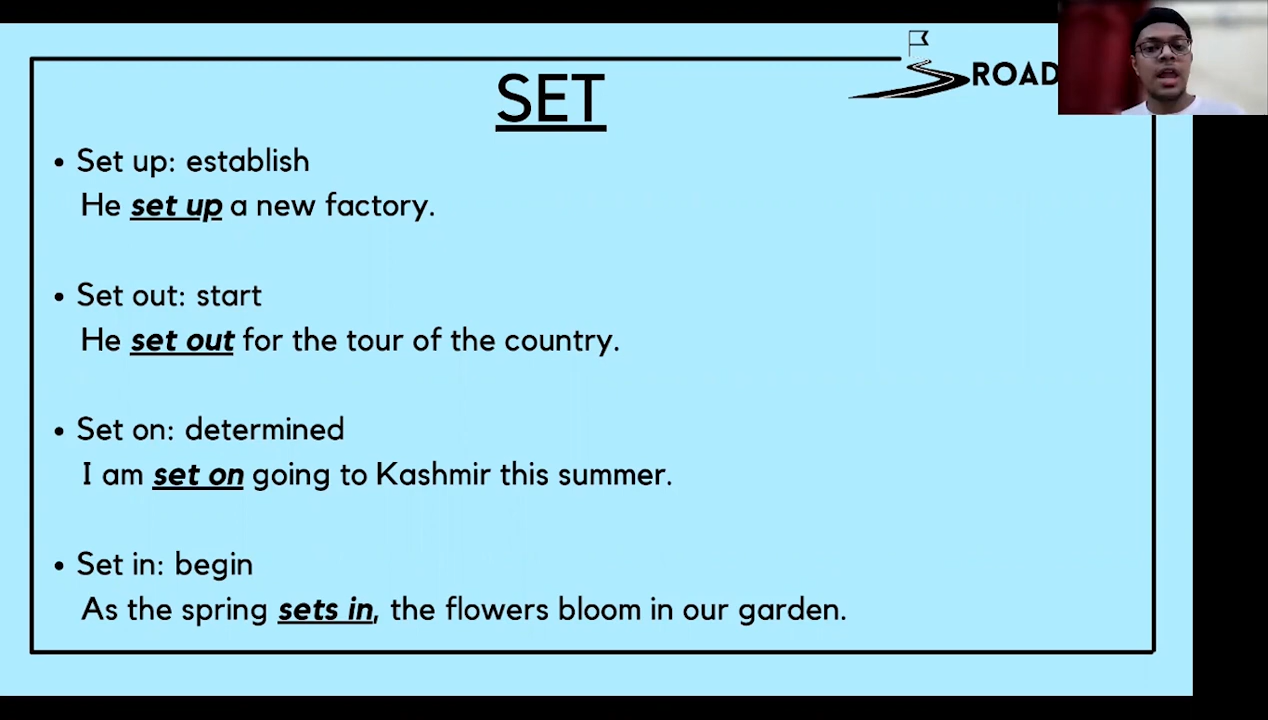 SET
ROAD
• Set up: establish
He set up a new factory.
• Set out: start
He set out for the tour of the country.
• Set on: determined
I am set on going to Kashmir this summer.
• Set in: begin
As the spring sets in, the flowers bloom in our garden.